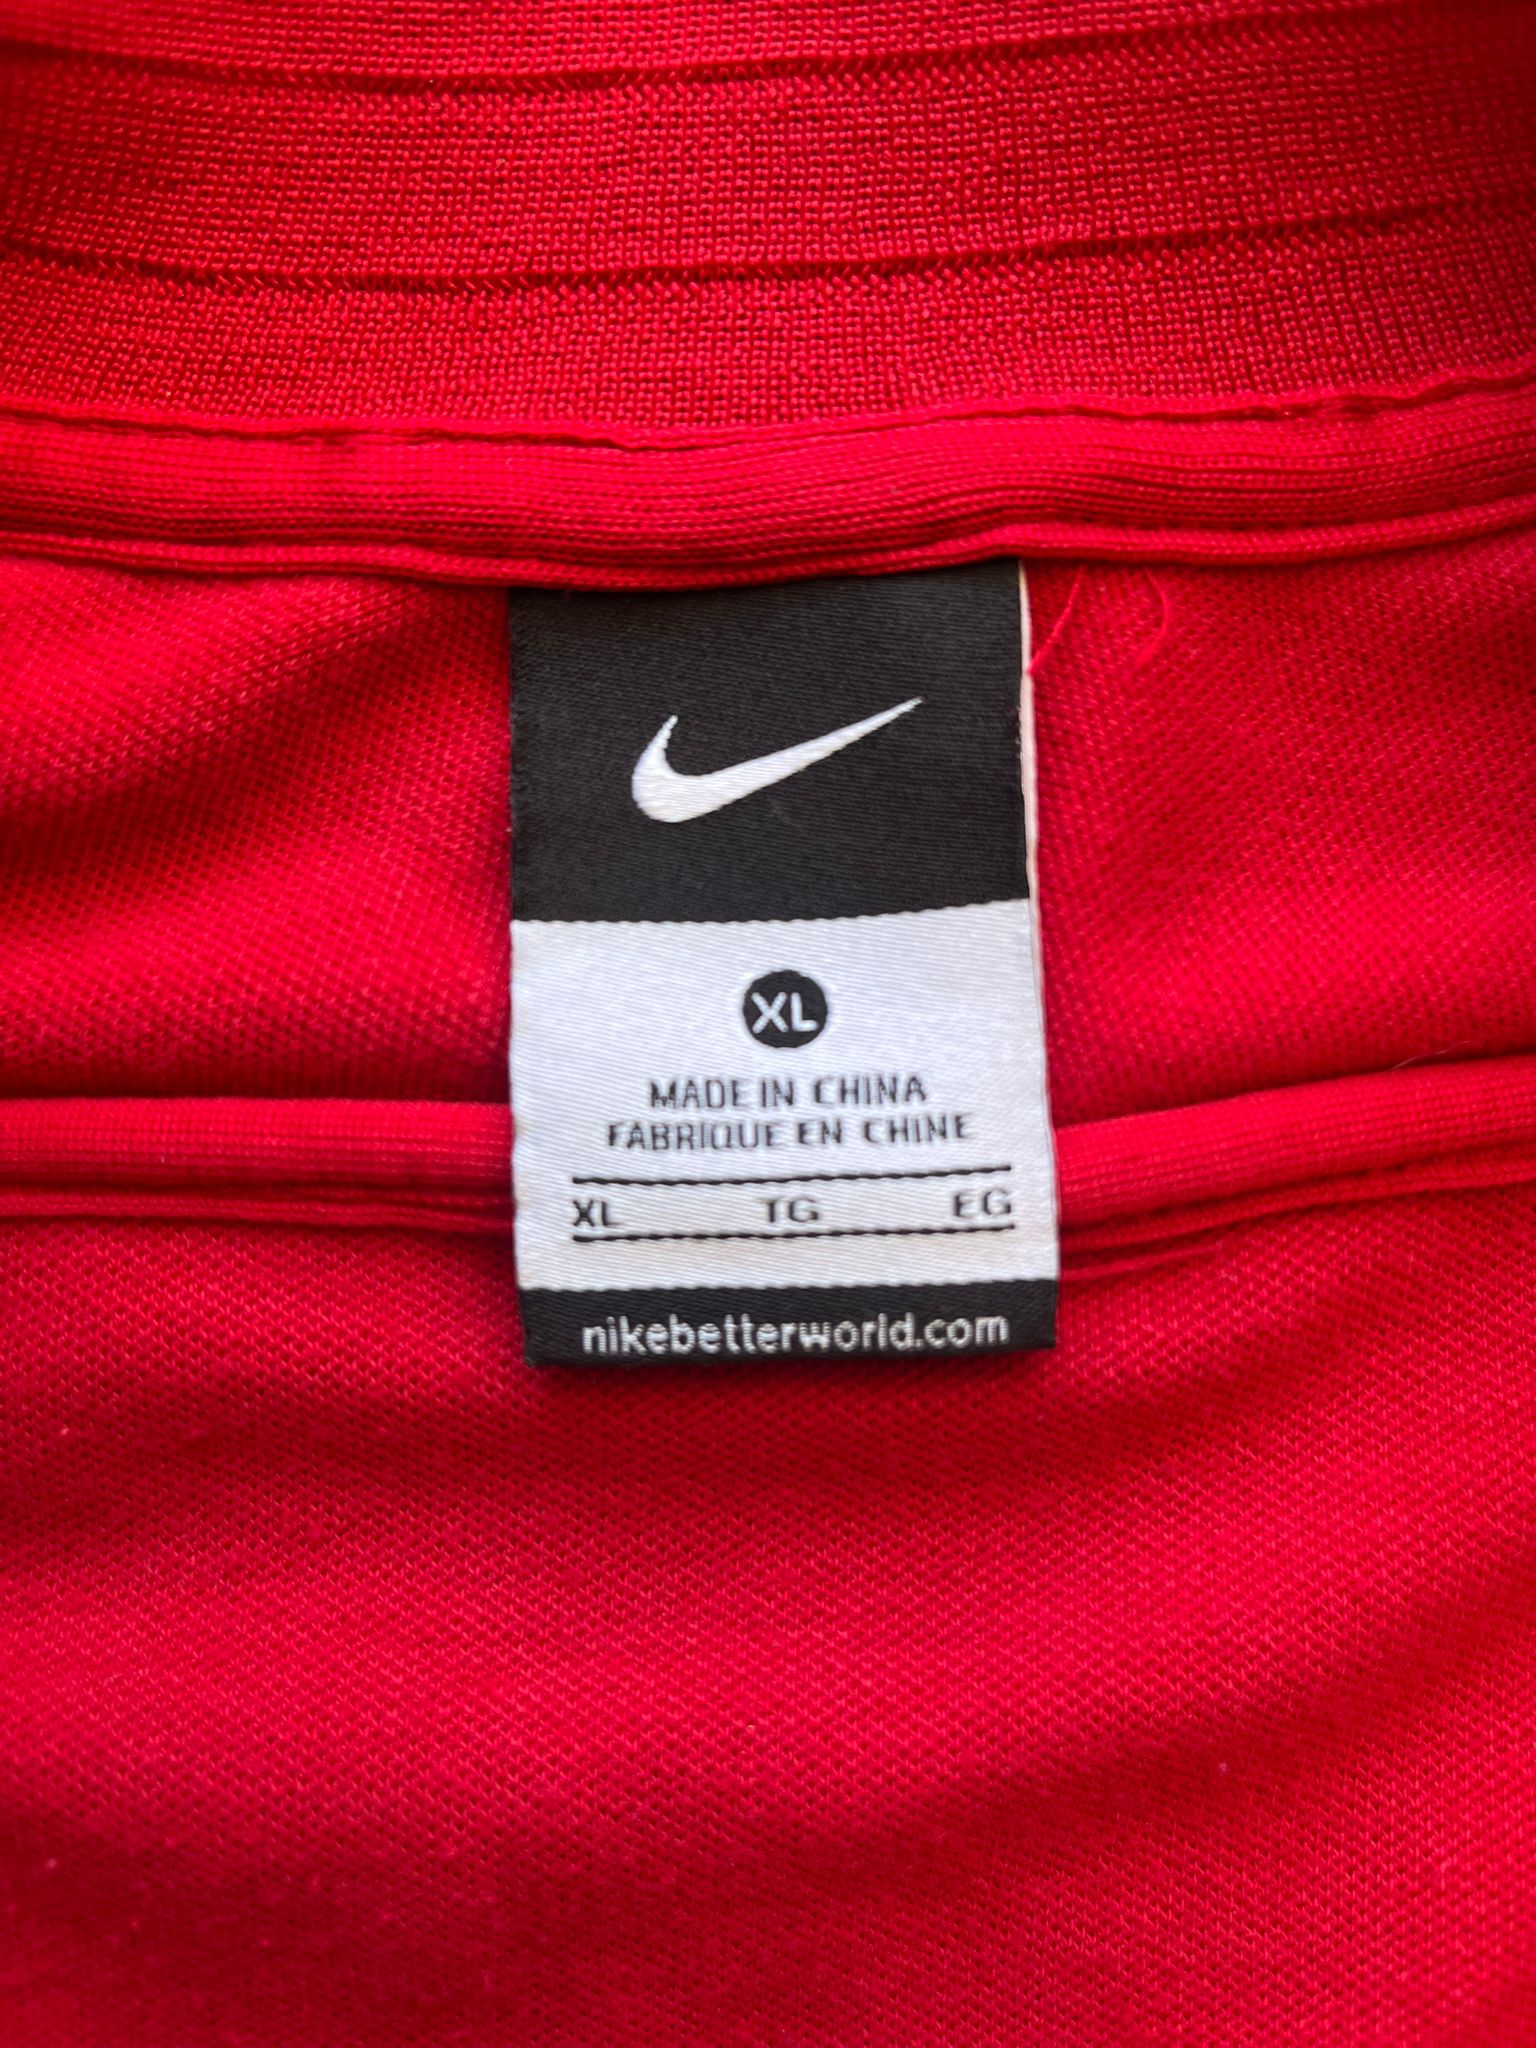 XL
MADE IN CHINA
FABRIQUE EN CHINE
XL TG EG
nikebetterworld.com